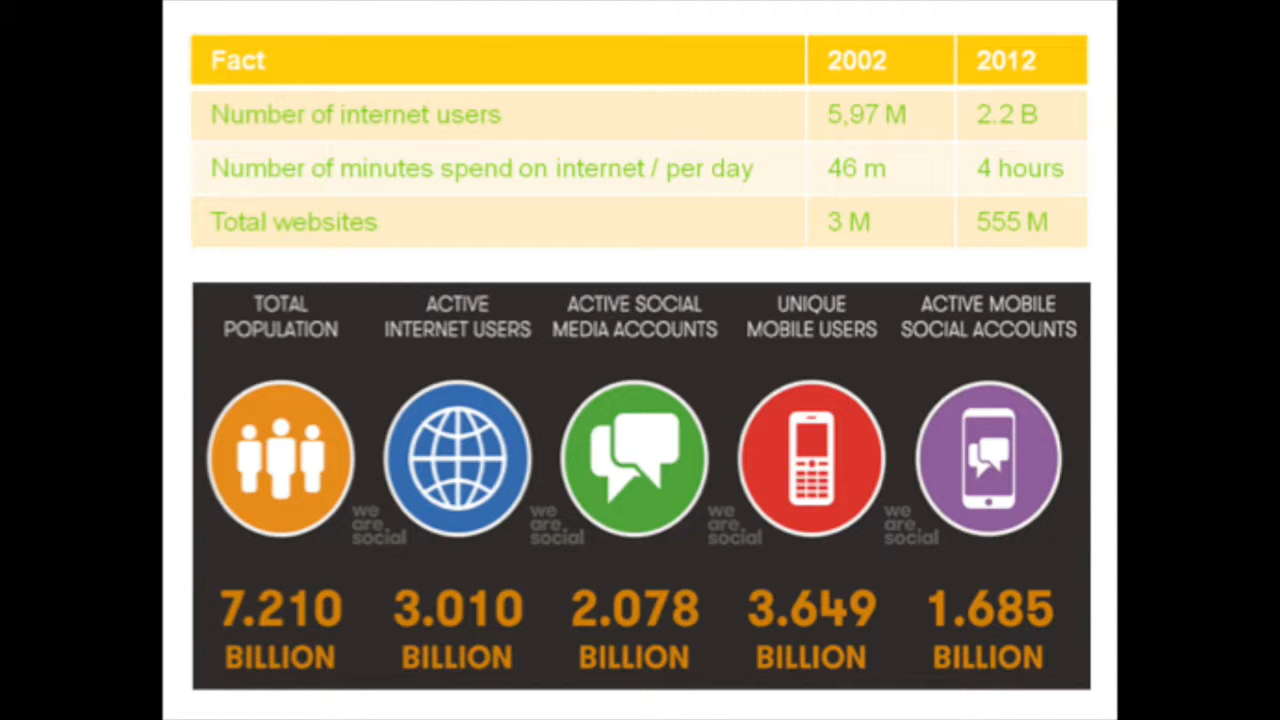 Fact 2002 2012
Number of internet users 5,97 M 2.2 B
Number of minutes spend on internet / per day 46 m 4 hours
Total websites 3 M 555 M
TOTAL POPULATION
ACTIVE INTERNET USERS
ACTIVE SOCIAL MEDIA ACCOUNTS
UNIQUE MOBILE USERS
ACTIVE MOBILE SOCIAL ACCOUNTS
we are social
we are social
we are social
we are social
7.210 3.010 2.078 3.649 1.685
BILLION BILLION BILLION BILLION BILLION